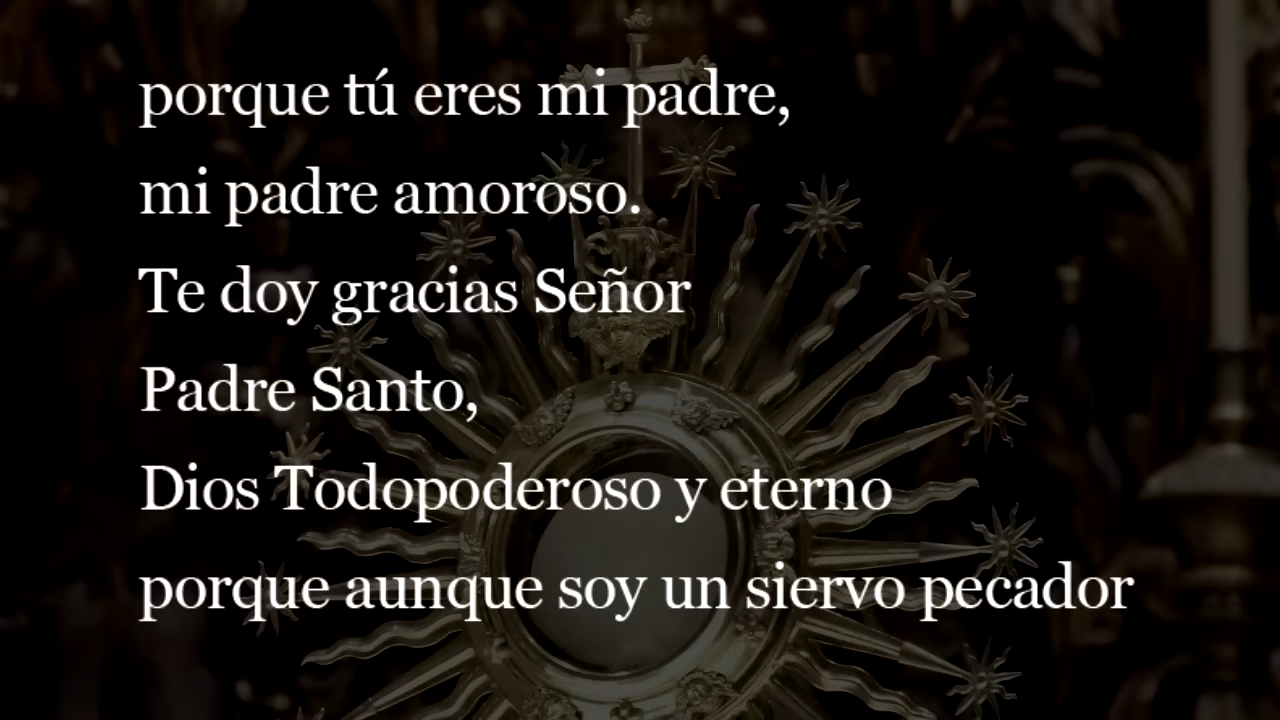 porque tú eres mi padre,
mi padre amoroso.
Te doy gracias Señor
Padre Santo,
Dios Todopoderoso y eterno
porque aunque soy un siervo pecador